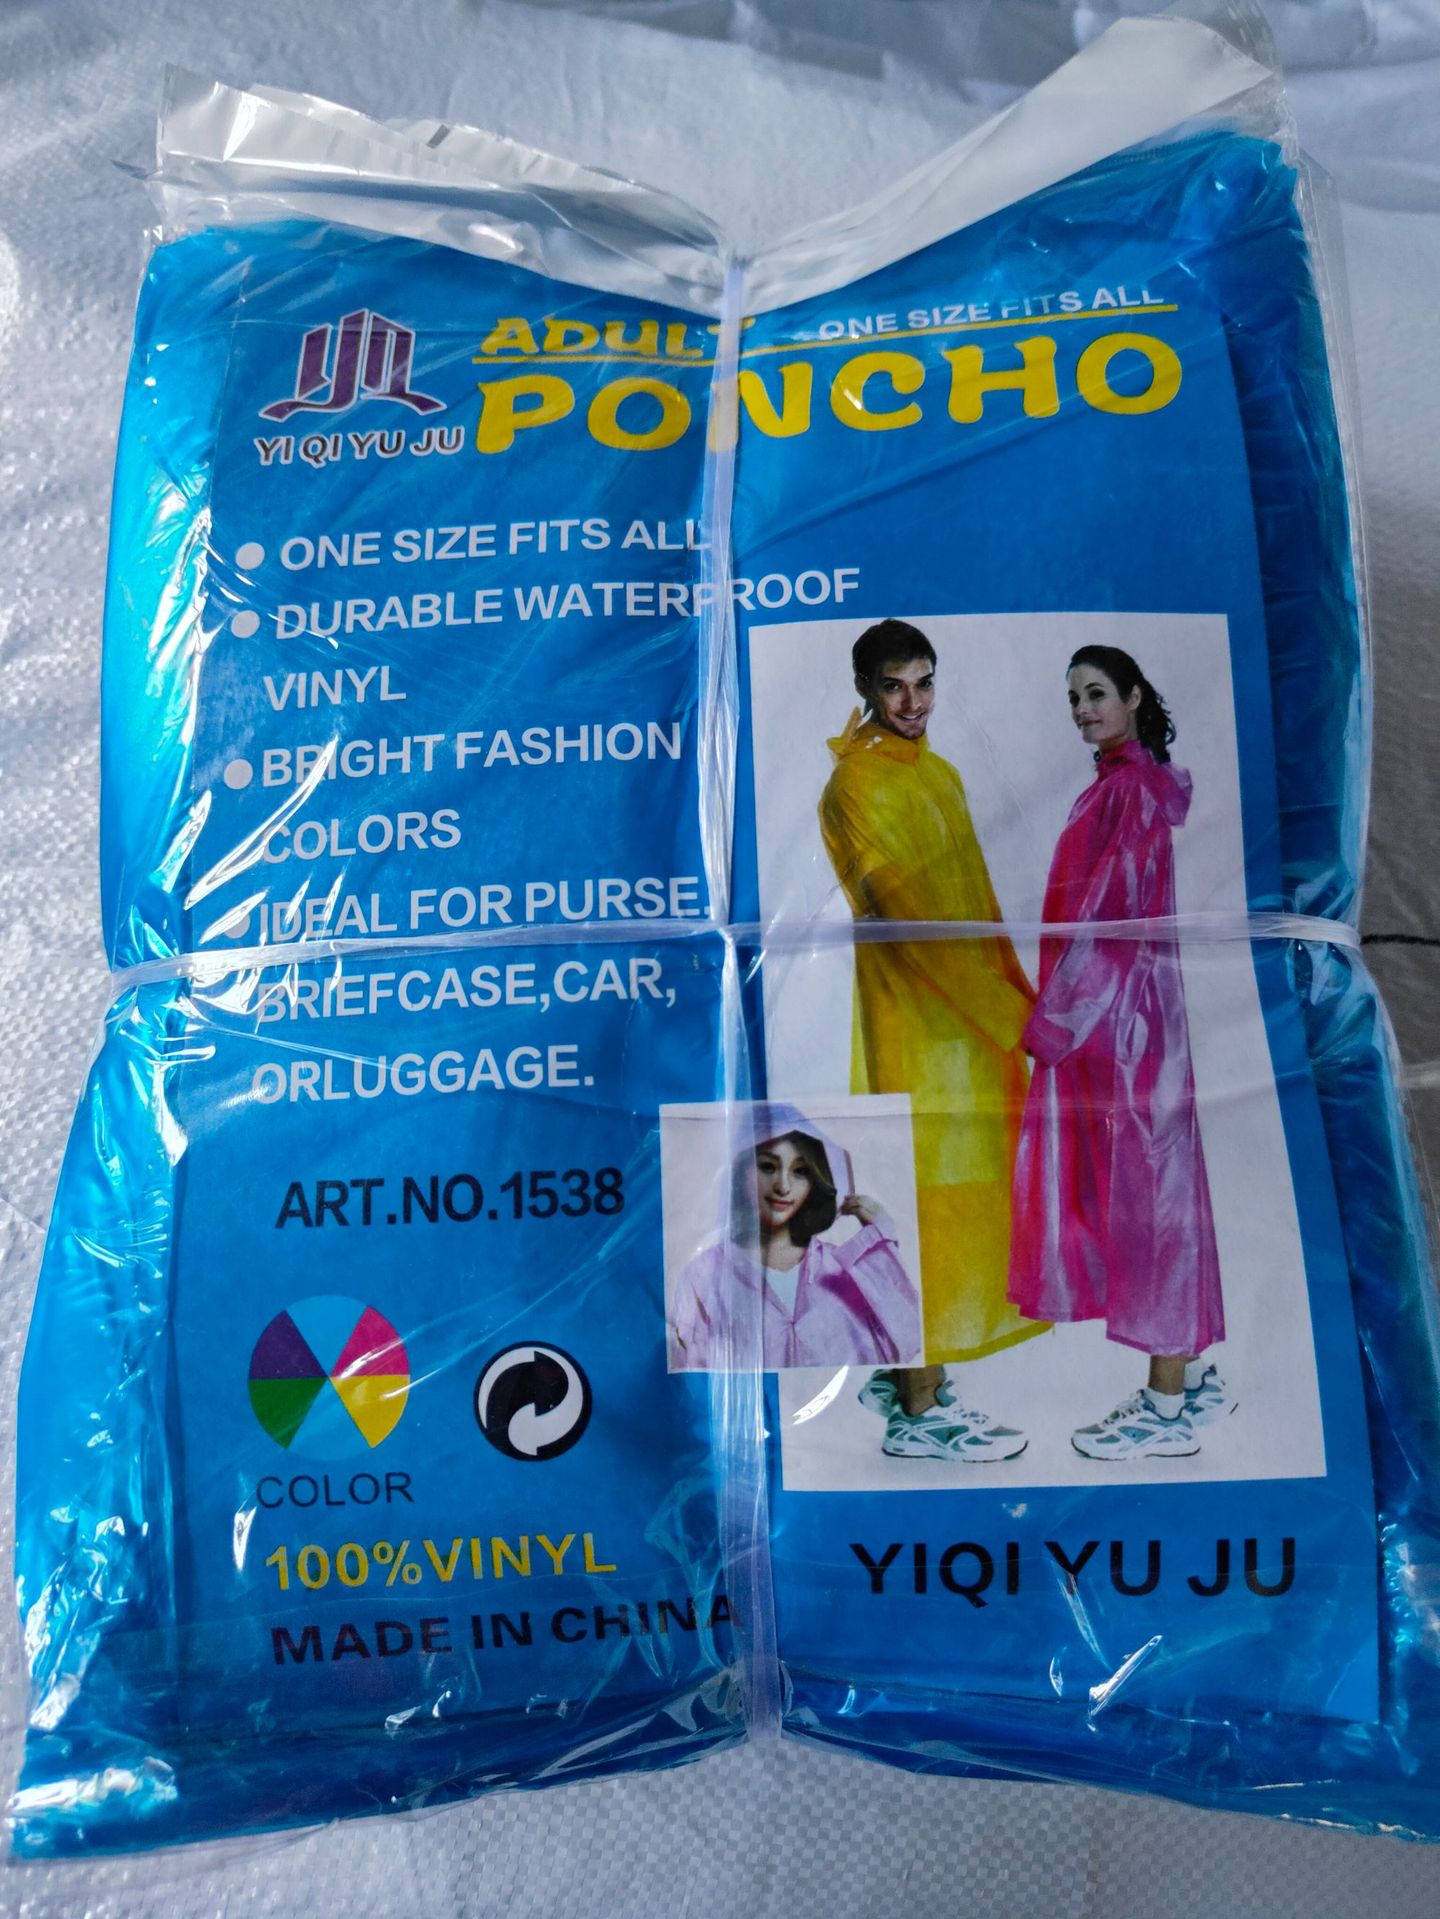 ADULT ONE SIZE FITS ALL
PONCHO
YI QI YU JU
ONE SIZE FITS ALL
DURABLE WATERPROOF
VINYL
BRIGHT FASHION
COLORS
IDEAL FOR PURSE.
BRIEFCASE,CAR,
ORLUGGAGE.
ART.NO.1538
COLOR
100%VINYL
MADE IN CHINA
YIQI YU JU